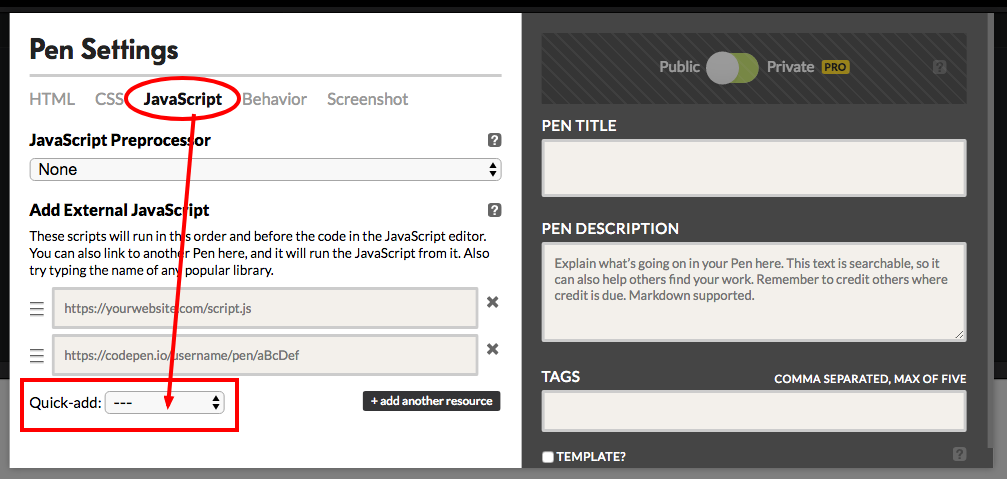 Pen Settings
HTML CSS JavaScript Behavior Screenshot
JavaScript Preprocessor ?
None
Add External JavaScript ?
These scripts will run in this order and before the code in the JavaScript editor.
You can also link to another Pen here, and it will run the JavaScript from it. Also
try typing the name of any popular library.
https://yourwebsite.com/script.js
https://codepen.io/username/pen/aBcDef
Quick-add: ---
+ add another resource
Public Private PRO ?
PEN TITLE
PEN DESCRIPTION
Explain what's going on in your Pen here. This text is searchable, so it
can also help others find your work. Remember to credit others where
credit is due. Markdown supported.
TAGS COMMA SEPARATED, MAX OF FIVE
TEMPLATE? ?